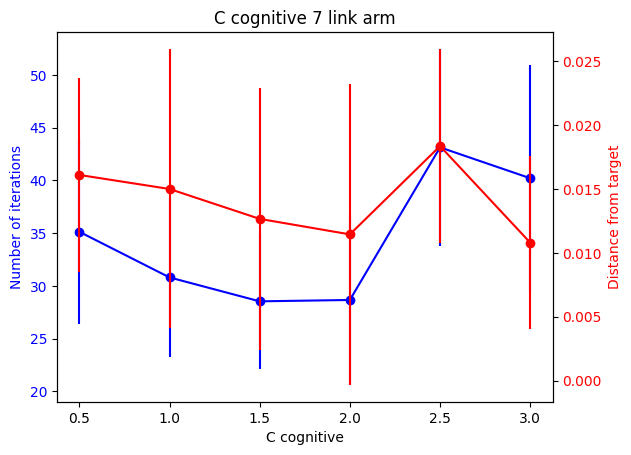 C cognitive 7 link arm
Number of iterations
50
45
40
35
30
25
20
0.025
0.020
0.015
0.010
0.005
0.000
Distance from target
0.5 1.0 1.5 2.0 2.5 3.0
C cognitive